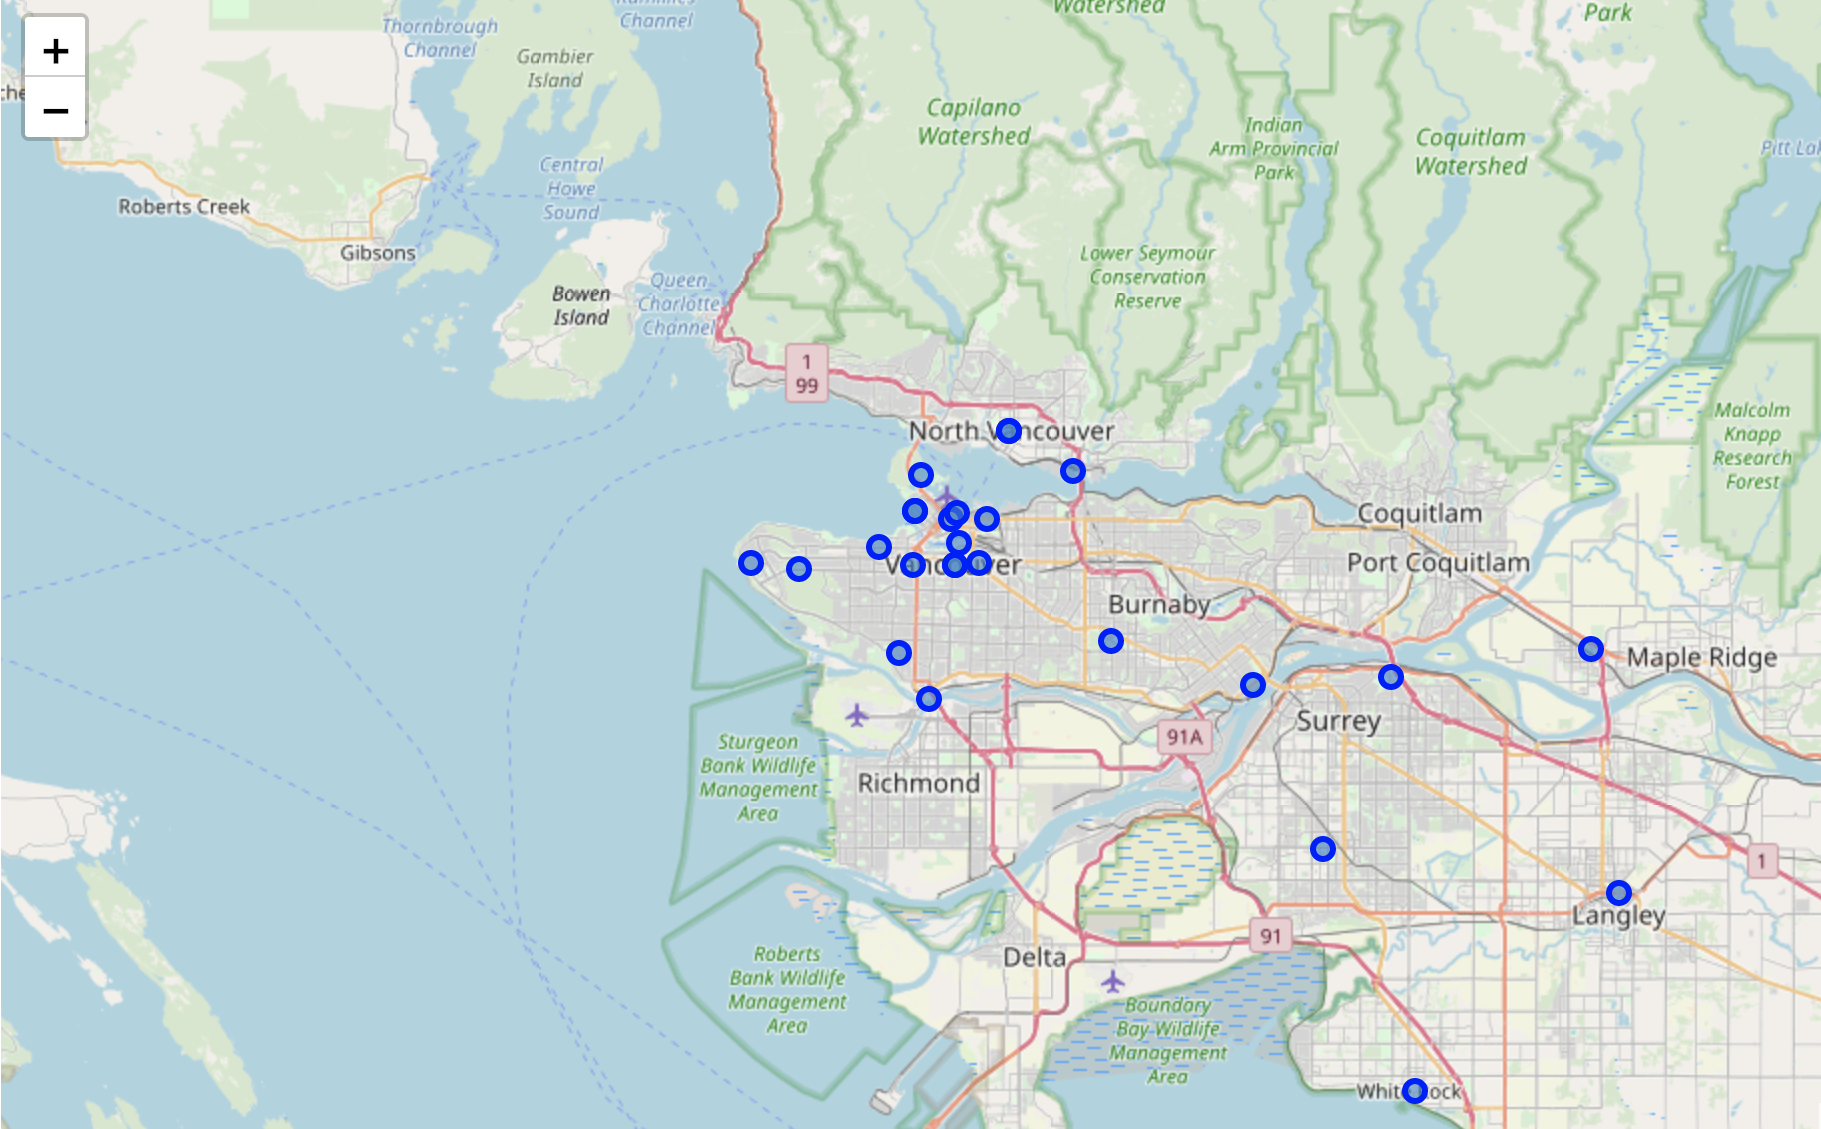 +
−
Thornbrough
Channel
Channel
Watershed
Park
Gambier
Island
Capilano
Watershed
Indian
Arm Provincial
Park
Coquitlam
Watershed
Central
Howe
Sound
Roberts Creek
Gibsons
Bowen
Island
Queen
Charlotte
Channel
Lower Seymour
Conservation
Reserve
1
99
Malcolm
Knapp
Research
Forest
North Vancouver
Coquitlam
Port Coquitlam
Vancouver
Burnaby
Maple Ridge
Surrey
91A
Sturgeon
Bank Wildlife
Management
Area
Richmond
1
Langley
91
Delta
Roberts
Bank Wildlife
Management
Area
Boundary
Bay Wildlife
Management
Area
White Rock